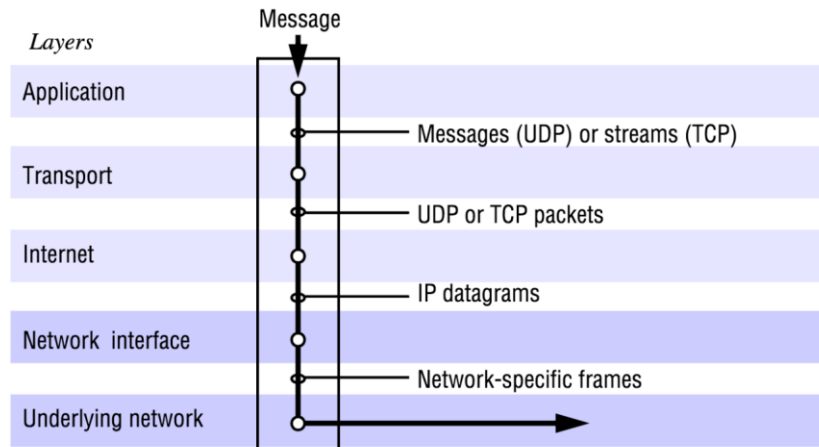 Message
Layers
Application
Messages (UDP) or streams (TCP)
Transport
UDP or TCP packets
Internet
IP datagrams
Network interface
Network-specific frames
Underlying network